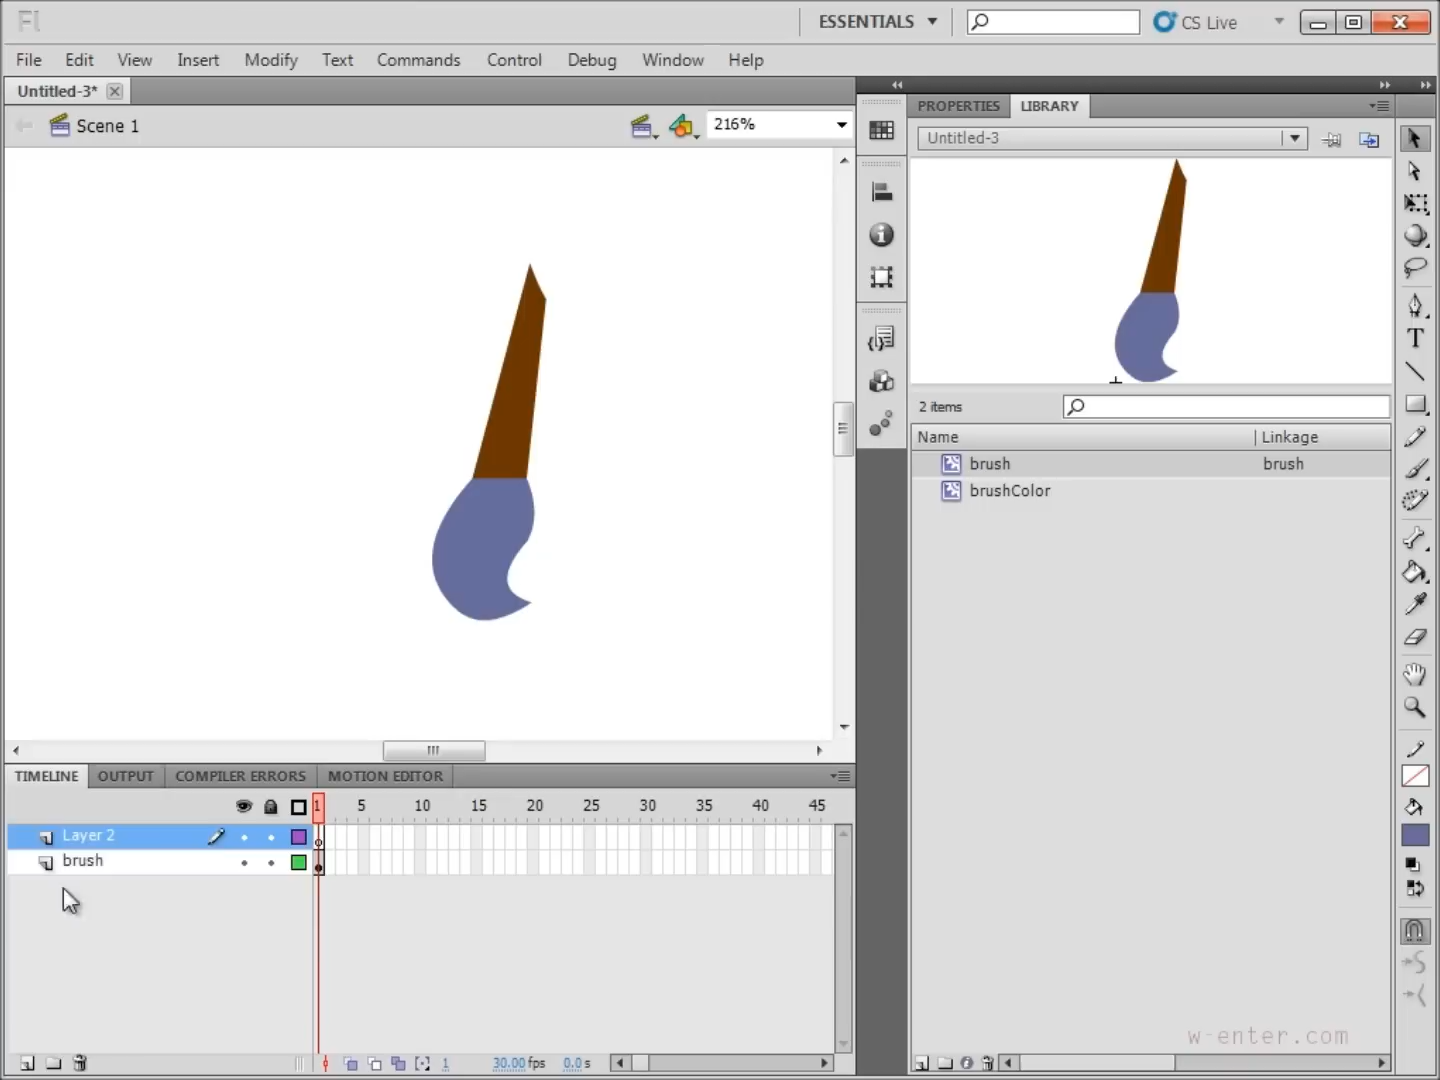 Fl
ESSENTIALS
CS Live
File Edit View Insert Modify Text Commands Control Debug Window Help
Untitled-3*
PROPERTIES LIBRARY
Scene 1
216%
Untitled-3
2 items
Name Linkage
brush brush
brushColor
T
TIMELINE OUTPUT COMPILER ERRORS MOTION EDITOR
1 5 10 15 20 25 30 35 40 45
Layer 2
brush
1 30.00 fps 0.0 s
w-enter.com